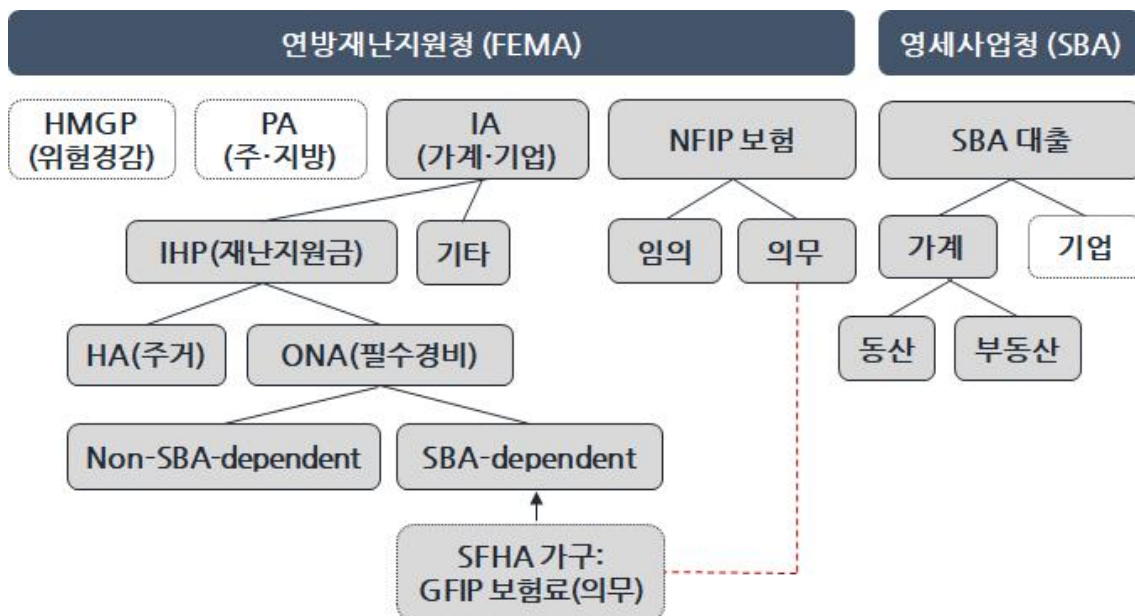 연방재난지원청 (FEMA)
영세사업청 (SBA)
HMGP
(위험경감)
PA
(주·지방)
IA
(가계·기업)
NFIP 보험
SBA 대출
IHP(재난지원금)
기타
임의
의무
가계
기업
HA(주거)
ONA(필수경비)
동산
부동산
Non-SBA-dependent
SBA-dependent
SFHA 가구:
GFIP 보험료(의무)